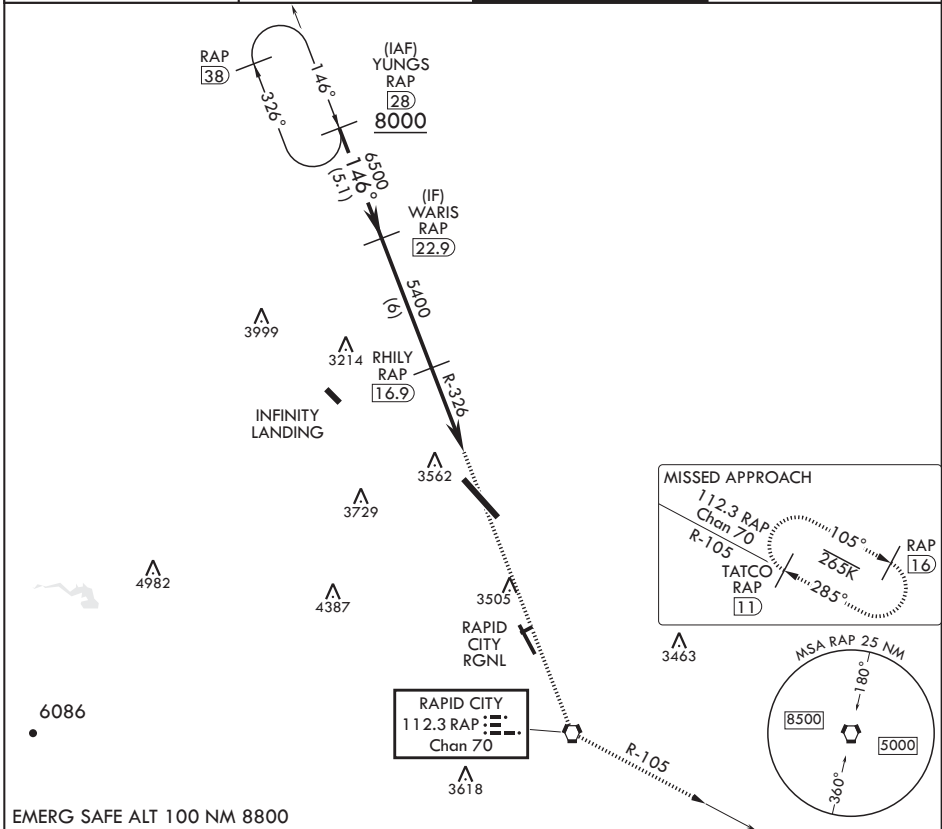 RAP
38
146°
326°
(IAF)
YUNGS
RAP
28
8000
6500
146°
(5.1)
(IF)
WARIS
RAP
22.9
5400
(6)
3999
3214
RHILY
RAP
16.9
R-326
INFINITY
LANDING
3562
3729
MISSED APPROACH
112.3 RAP
Chan 70
R-105
105°
265K
285°
TATCO
RAP
11
RAP
16
4982
4387
3505
RAPID
CITY
RGNL
3463
MSA RAP 25 NM
180°
8500
5000
360°
6086
RAPID CITY
112.3 RAP
Chan 70
R-105
3618
EMERG SAFE ALT 100 NM 8800